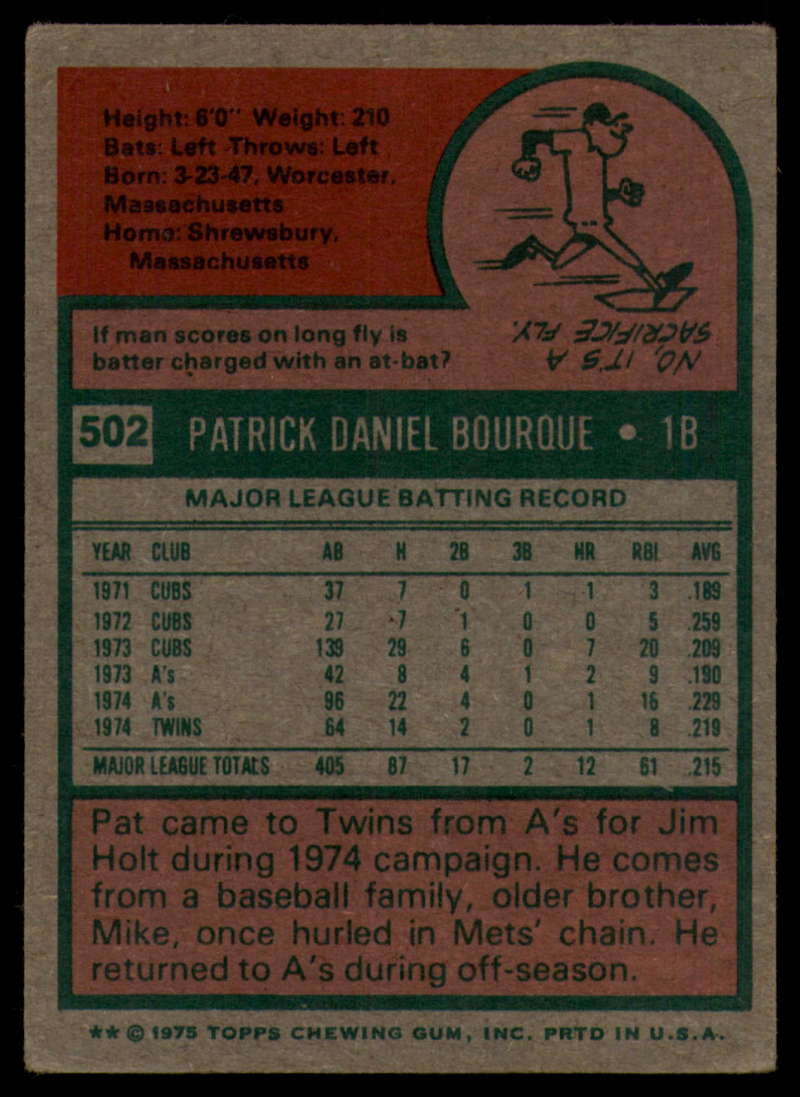 Height: 6'0" Weight: 210
Bats: Left Throws: Left
Born: 3-23-47, Worcester,
Massachusetts
Home: Shrewsbury,
Massachusetts
If man scores on long fly is
batter charged with an at-bat?
NO, IT'S A
SACRIFICE FLY.
502 PATRICK DANIEL BOURQUE • 1B
MAJOR LEAGUE BATTING RECORD
YEAR CLUB AB H 2B 3B HR RBI AVG
1971 CUBS 37 7 0 1 1 3 .189
1972 CUBS 27 7 1 0 0 5 .259
1973 CUBS 139 29 6 0 7 20 .209
1973 A's 42 8 4 1 2 9 .190
1974 A's 96 22 4 0 1 16 .229
1974 TWINS 64 14 2 0 1 8 .219
MAJOR LEAGUE TOTALS 405 87 17 2 12 61 .215
Pat came to Twins from A's for Jim
Holt during 1974 campaign. He comes
from a baseball family, older brother,
Mike, once hurled in Mets' chain. He
returned to A's during off-season.
** © 1975 TOPPS CHEWING GUM, INC. PRTD IN U.S.A.